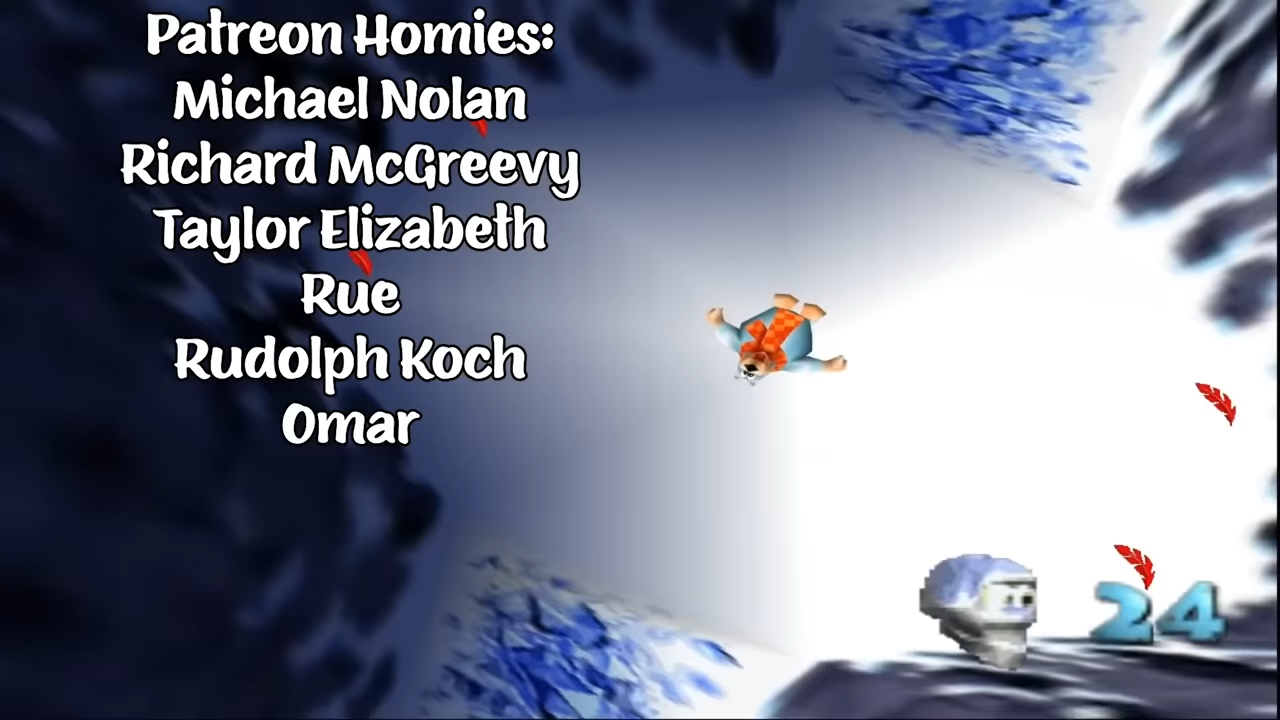 Patreon Homies:
Michael Nolan
Richard McGreevy
Taylor Elizabeth
Rue
Rudolph Koch
Omar
24